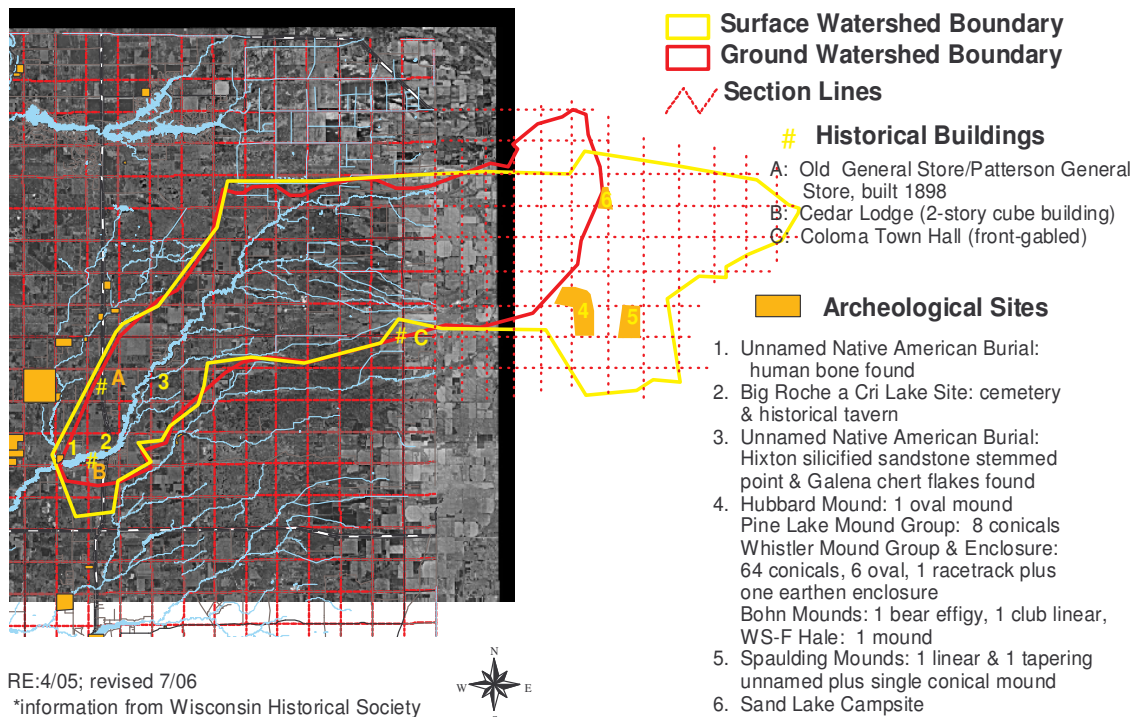 Surface Watershed Boundary
Ground Watershed Boundary
Section Lines
# Historical Buildings
A: Old General Store/Patterson General
Store, built 1898
B: Cedar Lodge (2-story cube building)
C: Coloma Town Hall (front-gabled)
Archeological Sites
1. Unnamed Native American Burial:
human bone found
2. Big Roche a Cri Lake Site: cemetery
& historical tavern
3. Unnamed Native American Burial:
Hixton silicified sandstone stemmed
point & Galena chert flakes found
4. Hubbard Mound: 1 oval mound
Pine Lake Mound Group: 8 conicals
Whistler Mound Group & Enclosure:
64 conicals, 6 oval, 1 racetrack plus
one earthen enclosure
Bohn Mounds: 1 bear effigy, 1 club linear,
WS-F Hale: 1 mound
5. Spaulding Mounds: 1 linear & 1 tapering
unnamed plus single conical mound
6. Sand Lake Campsite
6
4
5
# C
# A
3
1
2
#
B
N
W
E
S
RE:4/05; revised 7/06
*information from Wisconsin Historical Society